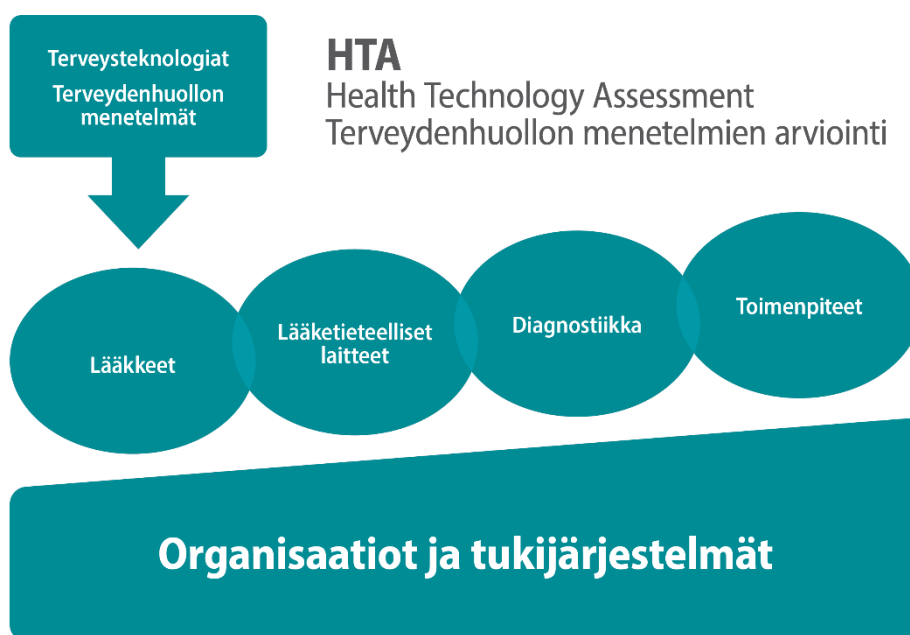 Terveysteknologiat
Terveydenhuollon
menetelmät
HTA
Health Technology Assessment
Terveydenhuollon menetelmien arviointi
Lääkkeet
Lääketieteelliset
laitteet
Diagnostiikka
Toimenpiteet
Organisaatiot ja tukijärjestelmät